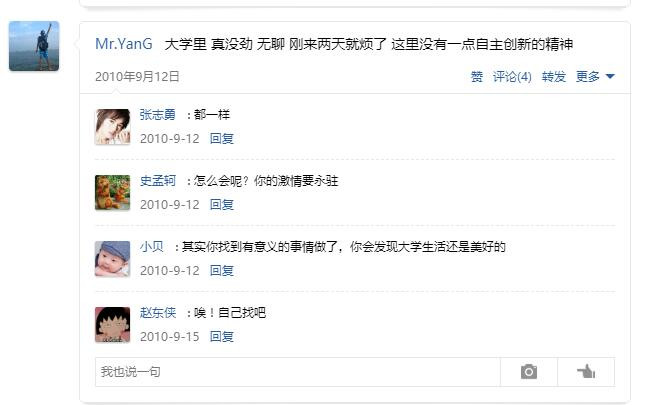 Mr.YanG 大学里 真没劲 无聊 刚来两天就烦了 这里没有一点自主创新的精神
2010年9月12日 赞 评论(4) 转发 更多
张志勇 : 都一样
2010-9-12 回复
史孟轲 : 怎么会呢？你的激情要永驻
2010-9-12 回复
小贝 : 其实你找到有意义的事情做了，你会发现大学生活还是美好的
2010-9-12 回复
赵东侠 : 唉！自己找吧
2010-9-15 回复
我也说一句